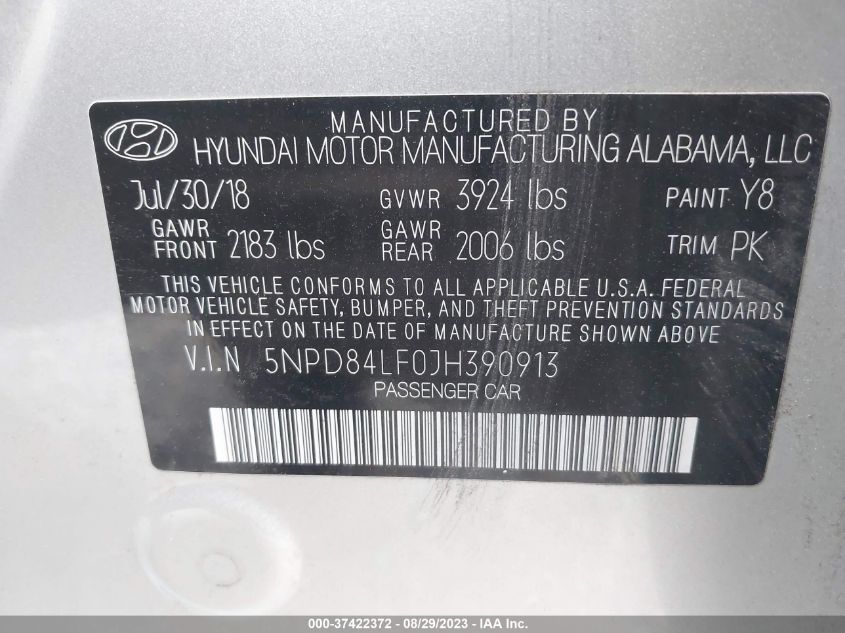 MANUFACTURED BY
HYUNDAI MOTOR MANUFACTURING ALABAMA, LLC
Jul/30/18 GVWR 3924 lbs PAINT Y8
GAWR FRONT 2183 lbs GAWR REAR 2006 lbs TRIM PK
THIS VEHICLE CONFORMS TO ALL APPLICABLE U.S.A. FEDERAL
MOTOR VEHICLE SAFETY, BUMPER, AND THEFT PREVENTION STANDARDS
IN EFFECT ON THE DATE OF MANUFACTURE SHOWN ABOVE
V.I.N 5NPD84LF0JH390913
PASSENGER CAR
000-37422372 - 08/29/2023 - IAA Inc.